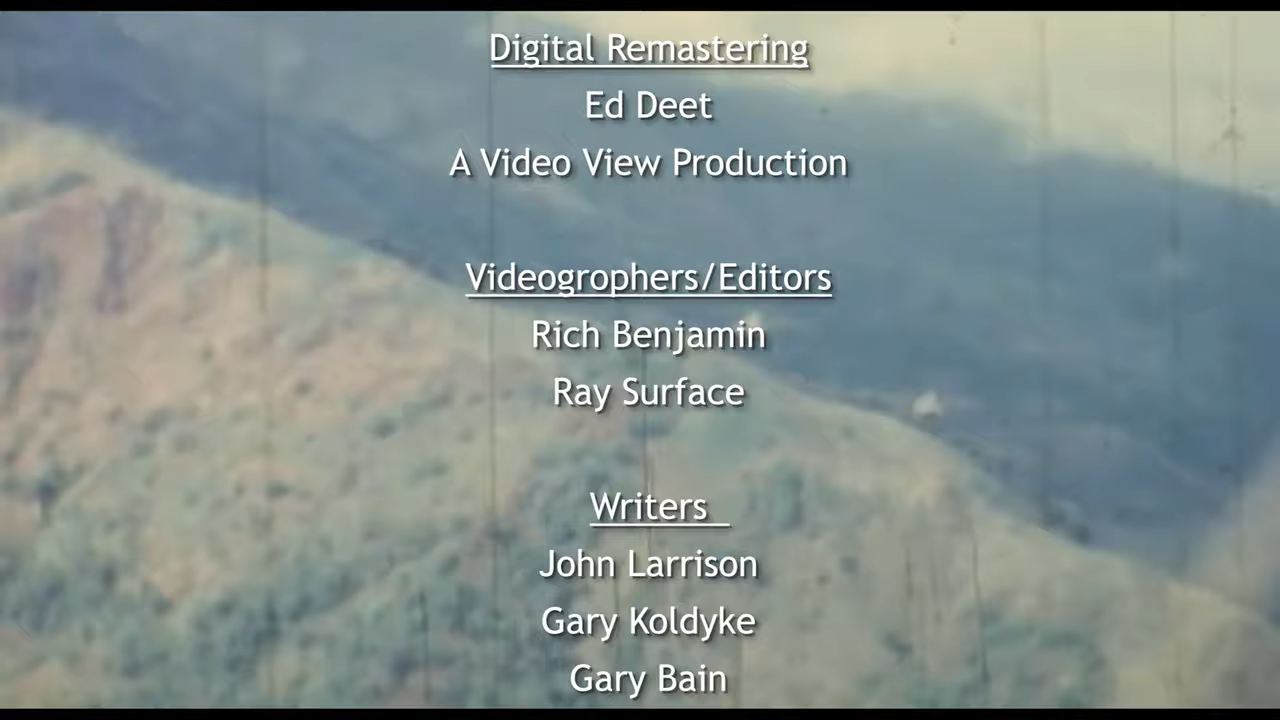 Digital Remastering
Ed Deet
A Video View Production
Videogrophers/Editors
Rich Benjamin
Ray Surface
Writers
John Larrison
Gary Koldyke
Gary Bain